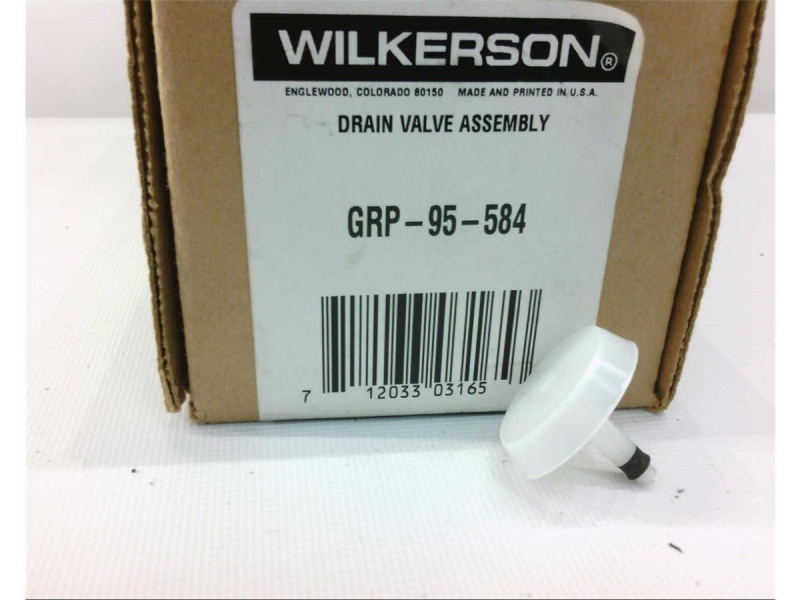 WILKERSON®
ENGLEWOOD, COLORADO 80150 MADE AND PRINTED IN U.S.A.
DRAIN VALVE ASSEMBLY
GRP-95-584
7 12033 03165